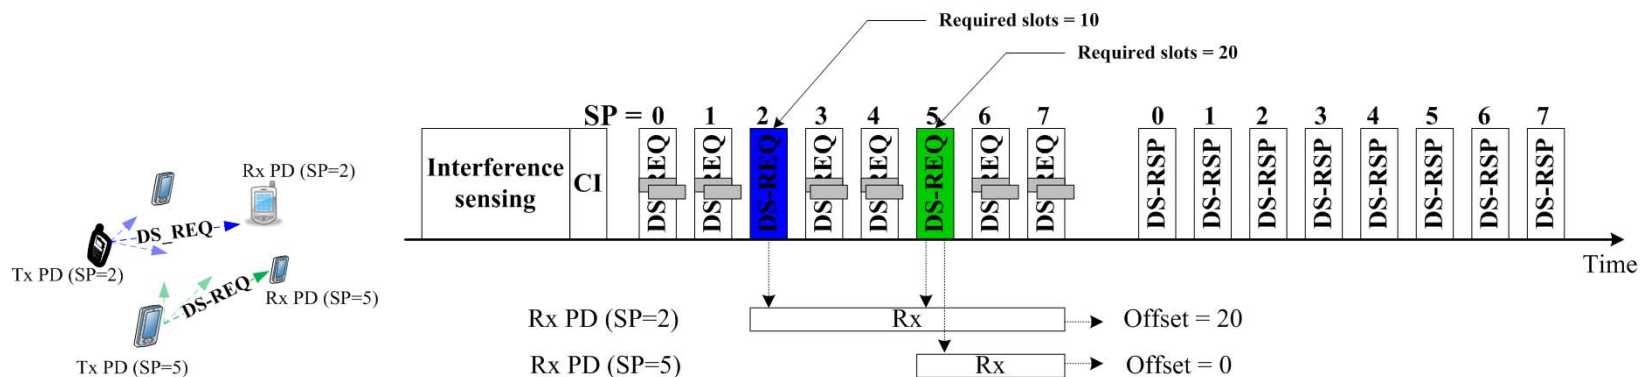 Required slots = 10
Required slots = 20
SP = 0 1 2 3 4 5 6 7 0 1 2 3 4 5 6 7
Interference
sensing
CI
DS-REQ
DS-REQ
DS-REQ
DS-REQ
DS-REQ
DS-REQ
DS-REQ
DS-REQ
DS-RSP
DS-RSP
DS-RSP
DS-RSP
DS-RSP
DS-RSP
DS-RSP
DS-RSP
Time
Rx PD (SP=2)
DS_REQ
Tx PD (SP=2)
DS-REQ
Rx PD (SP=5)
Tx PD (SP=5)
Rx PD (SP=2) Rx Offset = 20
Rx PD (SP=5) Rx Offset = 0